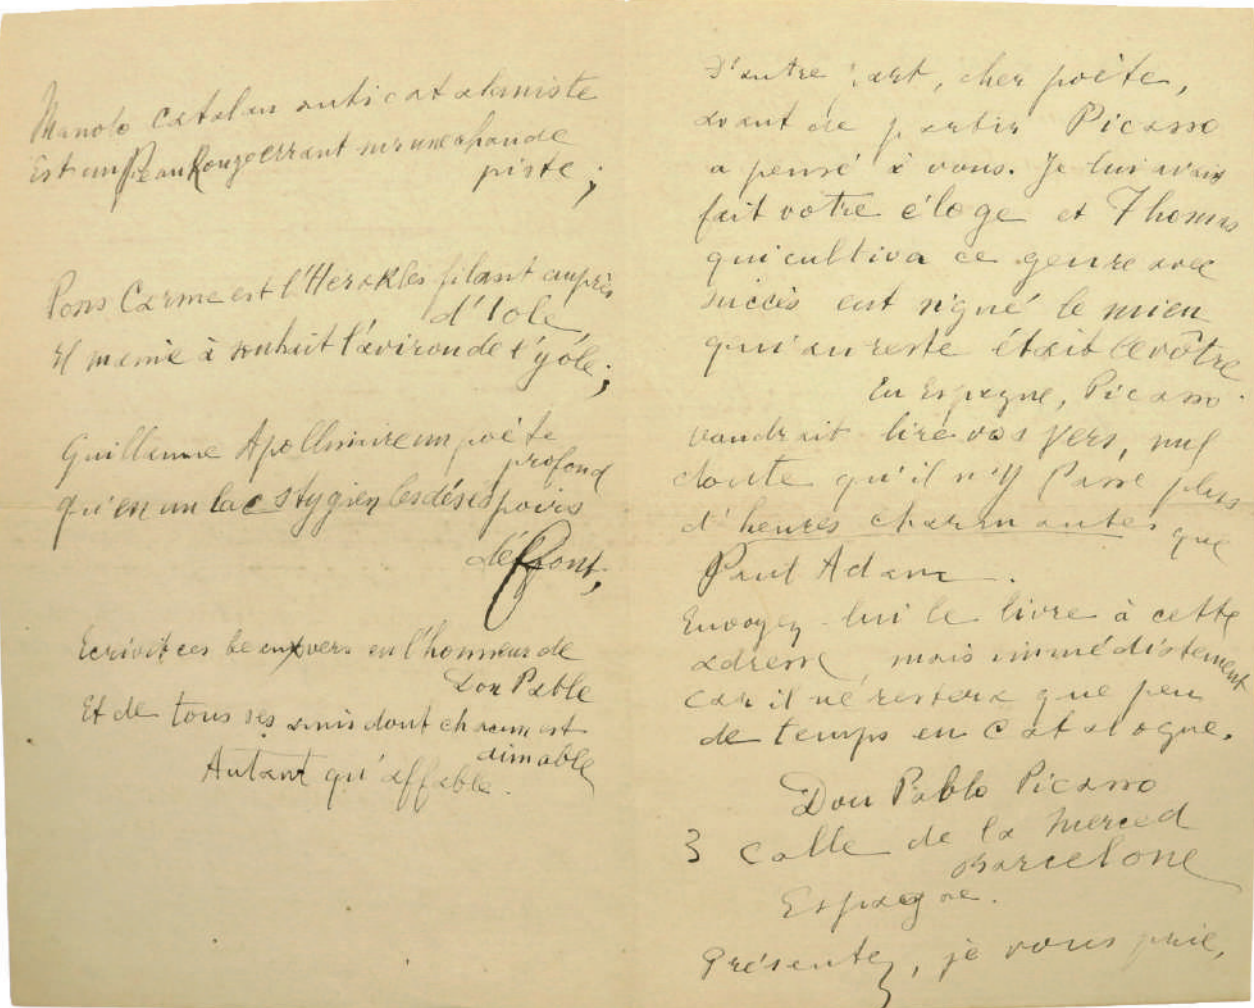 Manolo Catalan anticatalaniste
Est un Peau Rouge errant sur une chaude
piste ;
Pons Carme est l'Herakles filant auprès
d'Iole
Il manie à souhait l'aviron de l'yole ;
Guillaume Apollinaire un poète
profond
qu'en un lac stygien les désespoirs
défont,
Ecrivit ces beaux vers en l'honneur de
Don Pable
Et de tous ses amis dont chacun est
aimable
Autant qu'affable.
D'autre part, cher poète,
avant de partir Picasso
a pensé à vous. Je lui avais
fait votre éloge et Thomas
qui cultiva ce genre avec
succès eut signé le mien
qui au reste était le vôtre
En Espagne, Picasso
voudrait lire vos vers, nul
doute qu'il n'y passe plus
d'heures charmantes que
Paul Adam.
Envoyez-lui le livre à cette
adresse mais immédiatement
car il ne restera que peu
de temps en Catalogne.
Don Pablo Picasso
3 Calle de la Merced
Barcelone
Espagne.
Présentez, je vous prie,